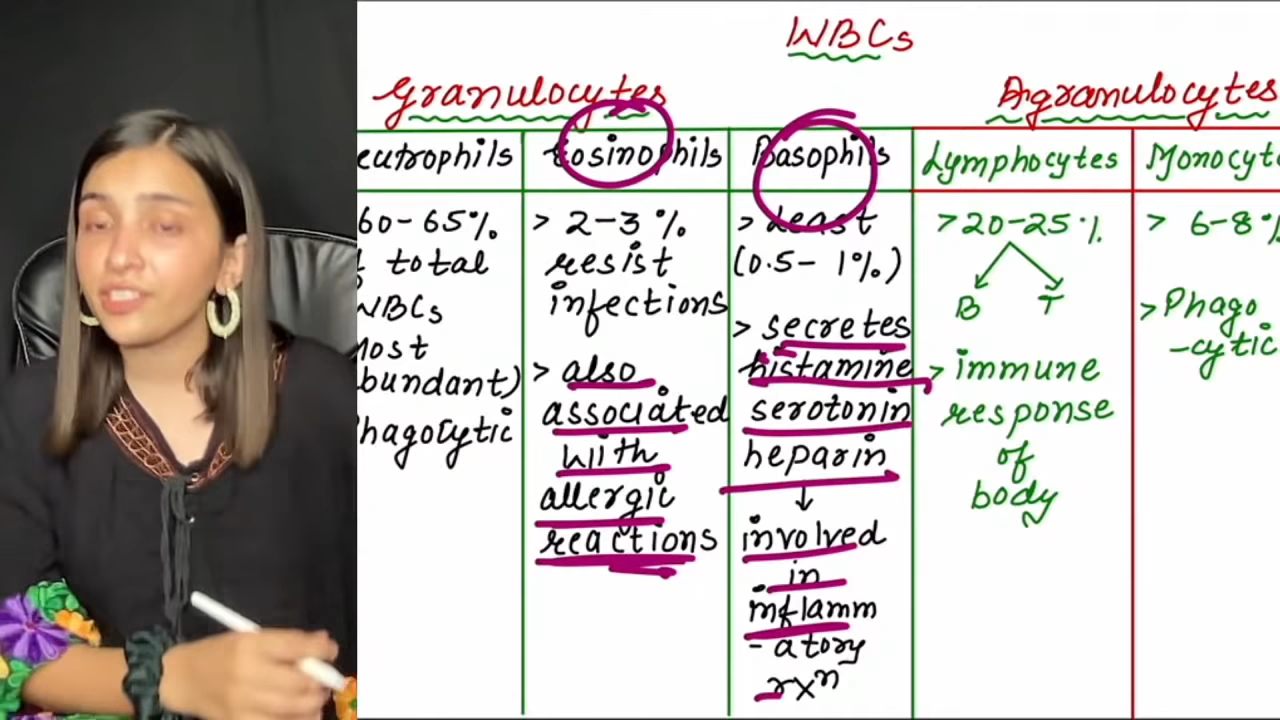 WBCs
Granulocytes
Agranulocytes
eutrophils
60-65%
total
WBCs
most
bundant)
hagocytic
Eosinophils
> 2-3 %
resist
infections
> also
associated
with
allergic
reactions
Basophils
> Least
(0.5- 1%)
> secretes
histamine
serotonin
heparin
↓
involved
in
inflamm
-atory
rxⁿ
Lymphocytes
> 20-25 %
B T
> immune
response
of
body
Monocyt
> 6-8%
> Phago
-cytic